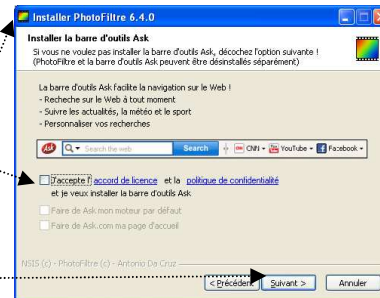 Installer PhotoFiltre 6.4.0
Installer la barre d'outils Ask
Si vous ne voulez pas installer la barre d'outils Ask, décochez l'option suivante !
(PhotoFiltre et la barre d'outils Ask peuvent être désinstallés séparément)
La barre d'outils Ask facilite la navigation sur le Web !
- Recheche sur le Web à tout moment
- Suivre les actualités, la météo et le sport
- Personnaliser vos recherches
Ask Search the web Search CNN YouTube Facebook
J'accepte l' accord de licence et la politique de confidentialité
et je veux installer la barre d'outils Ask
Faire de Ask mon moteur par défaut
Faire de Ask.com ma page d'accueil
NSIS (c) - PhotoFiltre (c) - Antonio Da Cruz
< Précédent Suivant > Annuler